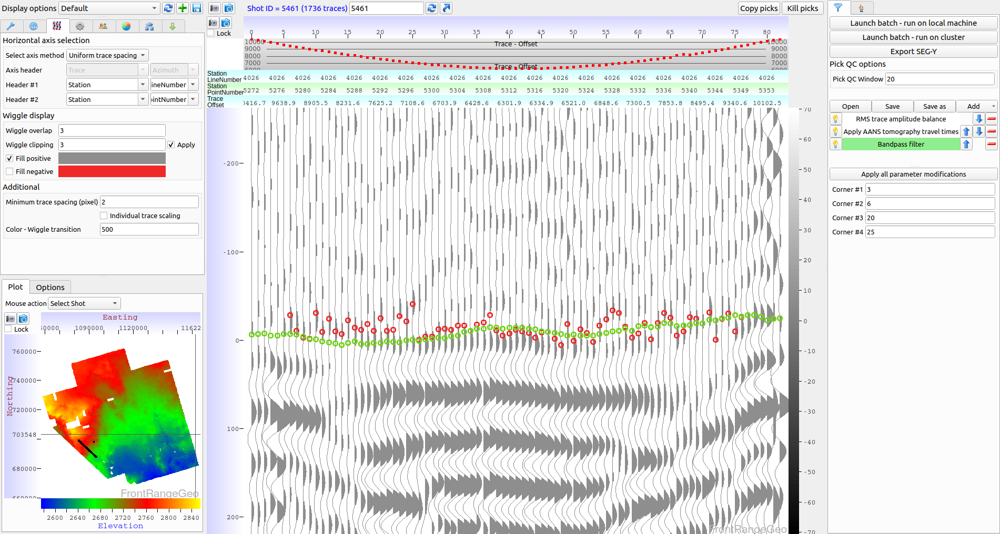 Display options Default
Shot ID = 5461 (1736 traces) 5461
Copy picks Kill picks
Lock
Horizontal axis selection
Select axis method Uniform trace spacing
Axis header Trace Azimuth
Header #1 Station ineNumber
Header #2 Station intNumber
Wiggle display
Wiggle overlap 3
Wiggle clipping 3 Apply
Fill positive
Fill negative
Additional
Minimum trace spacing (pixel) 2
Individual trace scaling
Color - Wiggle transition 500
Plot Options
Mouse action Select Shot
Lock
Easting
50000 1090000 1120000 11622
Northing
760000
740000
720000
703548
680000
660000
FrontRangeGeo
2600 2640 2680 2720 2760 2800 2840
Elevation
0 5 10 15 20 25 30 35 40 45 50 55 60 65 70 75 80
10000 Trace - Offset 10000
9000 9000
8000 8000
7000 7000
6000 Trace - Offset 6000
Station
LineNumber 4026 4026 4026 4026 4026 4026 4026 4026 4026 4026 4026 4026 4026 4026 4026 4026 4026 4026 4026 4026 4026
Station
PointNumber 5272 5276 5280 5284 5288 5292 5296 5300 5304 5308 5312 5316 5320 5324 5328 5332 5336 5340 5344 5349 5353
Trace
Offset 0416.7 9638.9 8905.5 8231.6 7625.2 7108.6 6703.9 6428.6 6301.9 6334.9 6521.0 6848.6 7300.5 7853.8 8495.4 9340.6 10102.5
-200
-100
0
100
200
FrontRangeGeo
70
60
50
40
30
20
10
0
-10
-20
-30
-40
-50
-60
-70
Launch batch - run on local machine
Launch batch - run on cluster
Export SEG-Y
Pick QC options
Pick QC Window 20
Open Save Save as Add
RMS trace amplitude balance
Apply AANS tomography travel times
Bandpass filter
Apply all parameter modifications
Corner #1 3
Corner #2 6
Corner #3 20
Corner #4 25